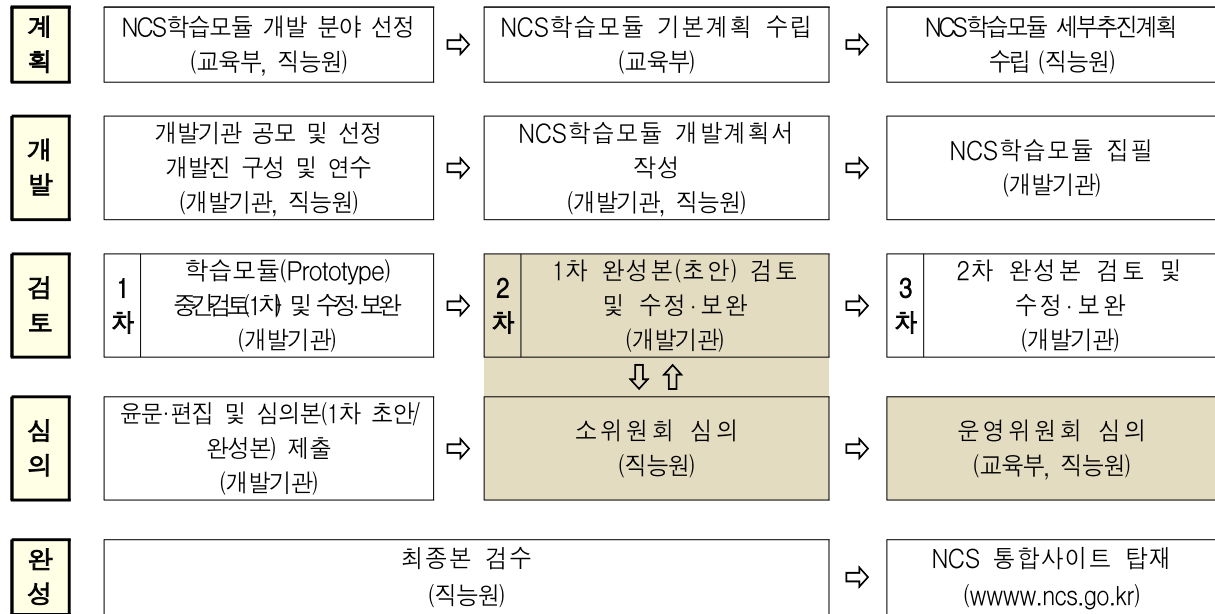 계획
NCS학습모듈 개발 분야 선정
(교육부, 직능원)
⇨
NCS학습모듈 기본계획 수립
(교육부)
⇨
NCS학습모듈 세부추진계획
수립 (직능원)
개발
개발기관 공모 및 선정
개발진 구성 및 연수
(개발기관, 직능원)
⇨
NCS학습모듈 개발계획서
작성
(개발기관, 직능원)
⇨
NCS학습모듈 집필
(개발기관)
검토
1차
학습모듈(Prototype)
중간검토(1차) 및 수정·보완
(개발기관)
⇨
2차
1차 완성본(초안) 검토
및 수정·보완
(개발기관)
⇨
3차
2차 완성본 검토 및
수정·보완
(개발기관)
⇩⇧
심의
윤문·편집 및 심의본(1차 초안/
완성본) 제출
(개발기관)
⇨
소위원회 심의
(직능원)
⇨
운영위원회 심의
(교육부, 직능원)
완성
최종본 검수
(직능원)
⇨
NCS 통합사이트 탑재
(wwww.ncs.go.kr)